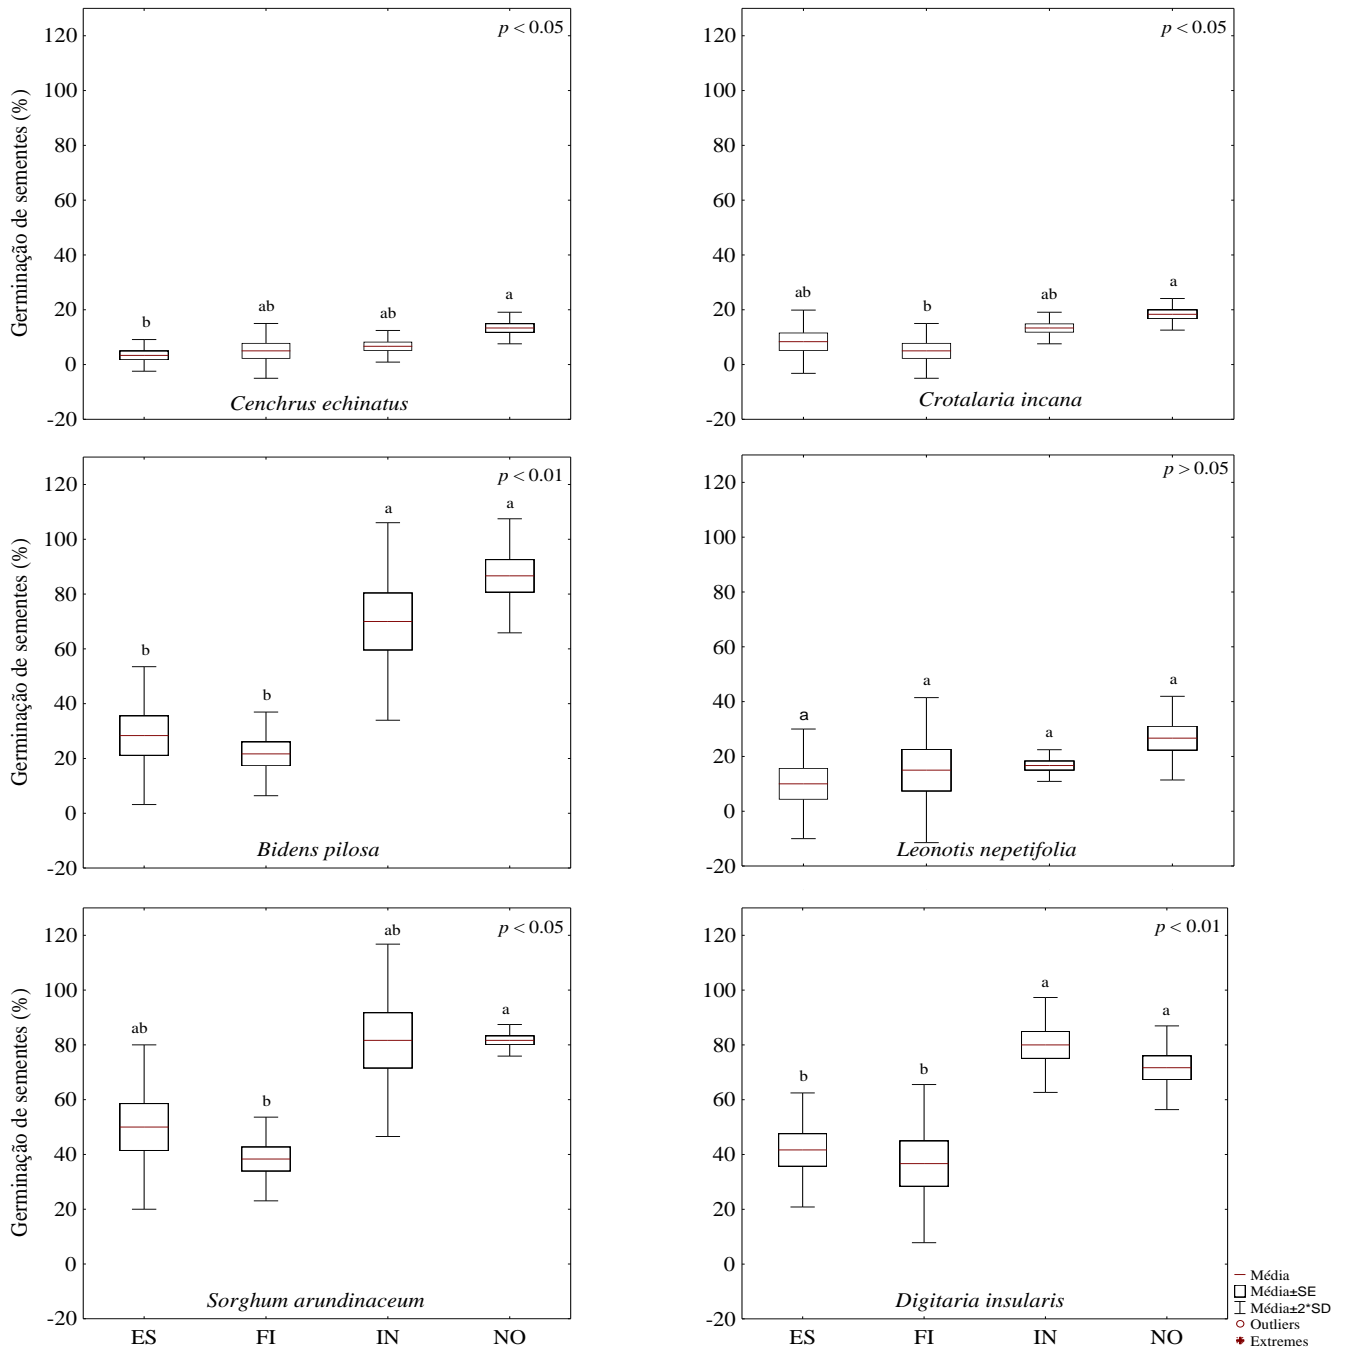 Germinação de sementes (%)
120
100
80
60
40
20
0
-20
p < 0.05
b
ab
ab
a
Cenchrus echinatus
120
100
80
60
40
20
0
-20
p < 0.05
ab
b
ab
a
Crotalaria incana
Germinação de sementes (%)
120
100
80
60
40
20
0
-20
p < 0.01
b
b
a
a
Bidens pilosa
120
100
80
60
40
20
0
-20
p > 0.05
a
a
a
a
Leonotis nepetifolia
Germinação de sementes (%)
120
100
80
60
40
20
0
-20
p < 0.05
ab
b
ab
a
Sorghum arundinaceum
ES FI IN NO
120
100
80
60
40
20
0
-20
p < 0.01
b
b
a
a
Digitaria insularis
ES FI IN NO
Média
Média±SE
Média±2*SD
Outliers
Extremes